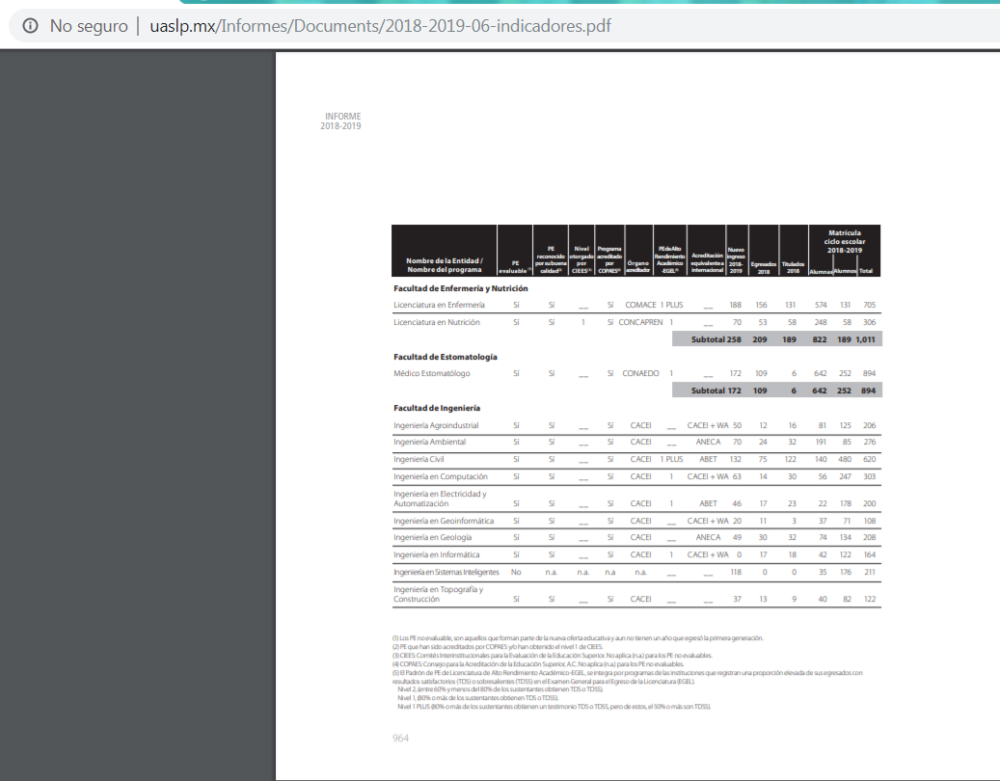 No seguro | uaslp.mx/Informes/Documents/2018-2019-06-indicadores.pdf
INFORME
2018-2019
Nombre de la Entidad / Nombre del programa PE evaluable (1) PE reconocido por su buena calidad(2) Nivel otorgado por CIEES(3) Programa acreditado por COPAES(4) Órgano acreditador PE de Alto Rendimiento Académico -EGEL(5) Acreditación equivalente a internacional Nuevo ingreso 2018-2019 Egresados 2018 Titulados 2018 Matrícula ciclo escolar 2018-2019 Alumnas Alumnos Total
Facultad de Enfermería y Nutrición
Licenciatura en Enfermería Sí Sí __ Sí COMACE 1 PLUS __ 188 156 131 574 131 705
Licenciatura en Nutrición Sí Sí 1 Sí CONCAPREN 1 __ 70 53 58 248 58 306
Subtotal 258 209 189 822 189 1,011
Facultad de Estomatología
Médico Estomatólogo Sí Sí __ Sí CONAEDO 1 __ 172 109 6 642 252 894
Subtotal 172 109 6 642 252 894
Facultad de Ingeniería
Ingeniería Agroindustrial Sí Sí __ Sí CACEI __ CACEI + WA 50 12 16 81 125 206
Ingeniería Ambiental Sí Sí __ Sí CACEI __ ANECA 70 24 32 191 85 276
Ingeniería Civil Sí Sí __ Sí CACEI 1 PLUS ABET 132 75 122 140 480 620
Ingeniería en Computación Sí Sí __ Sí CACEI 1 CACEI + WA 63 14 30 56 247 303
Ingeniería en Electricidad y
Automatización Sí Sí __ Sí CACEI 1 ABET 46 17 23 22 178 200
Ingeniería en Geoinformática Sí Sí __ Sí CACEI __ CACEI + WA 20 11 3 37 71 108
Ingeniería en Geología Sí Sí __ Sí CACEI __ ANECA 49 30 32 74 134 208
Ingeniería en Informática Sí Sí __ Sí CACEI 1 CACEI + WA 0 17 18 42 122 164
Ingeniería en Sistemas Inteligentes No n.a. n.a. n.a n.a. __ __ 118 0 0 35 176 211
Ingeniería en Topografía y
Construcción Sí Sí __ Sí CACEI __ __ 37 13 9 40 82 122
(1) Los PE no evaluable, son aquellos que forman parte de la nueva oferta educativa y aun no tienen un año que egresó la primera generación.
(2) PE que han sido acreditados por COPAES y/o han obtenido el nivel 1 de CIEES.
(3) CIEES: Comités Interinstitucionales para la Evaluación de la Educación Superior. No aplica (n.a.) para los PE no evaluables.
(4) COPAES: Consejo para la Acreditación de la Educación Superior, A.C. No aplica (n.a.) para los PE no evaluables
(5) El Padrón de PE de Licenciatura de Alto Rendimiento Académico-EGEL, se integra por programas de las instituciones que registran una proporción elevada de sus egresados con
resultados satisfactorios (TDS) o sobresalientes (TDSS) en el Examen General para el Egreso de la Licenciatura (EGEL).
Nivel 2, (entre 60% y menos del 80% de los sustentantes obtienen TDS o TDSS).
Nivel 1, (80% o más de los sustentantes obtienen TDS o TDSS).
Nivel 1 PLUS (80% o más de los sustentantes obtienen un testimonio TDS o TDSS, pero de estos, el 50% o más son TDSS).
964